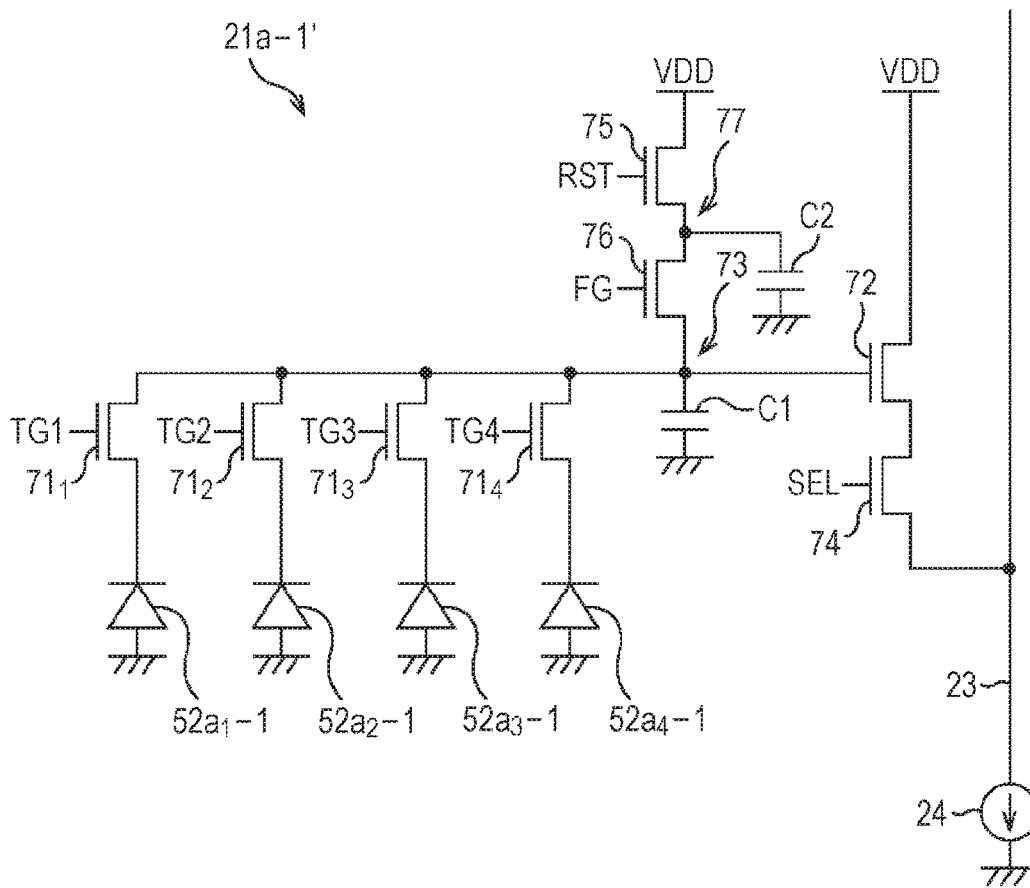 21a-1'
VDD
VDD
75
77
RST
C2
76
73
FG
72
C1
TG1
TG2
TG3
TG4
71₁
71₂
71₃
71₄
SEL
74
52a₁-1
52a₂-1
52a₃-1
52a₄-1
23
24